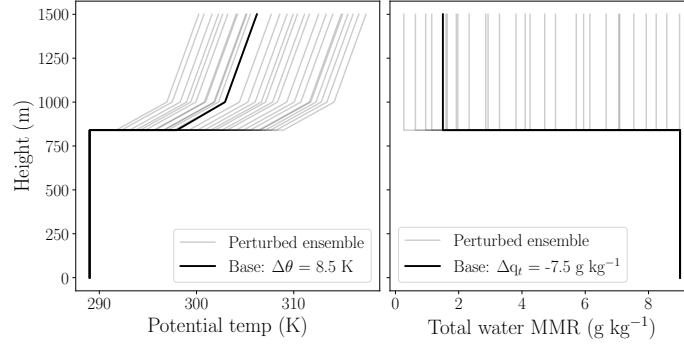 1500
1250
1000
750
500
250
0
Height (m)
290
300
310
Potential temp (K)
Perturbed ensemble
Base: Δθ = 8.5 K
0
2
4
6
8
Total water MMR (g kg⁻¹)
Perturbed ensemble
Base: Δqₜ = -7.5 g kg⁻¹